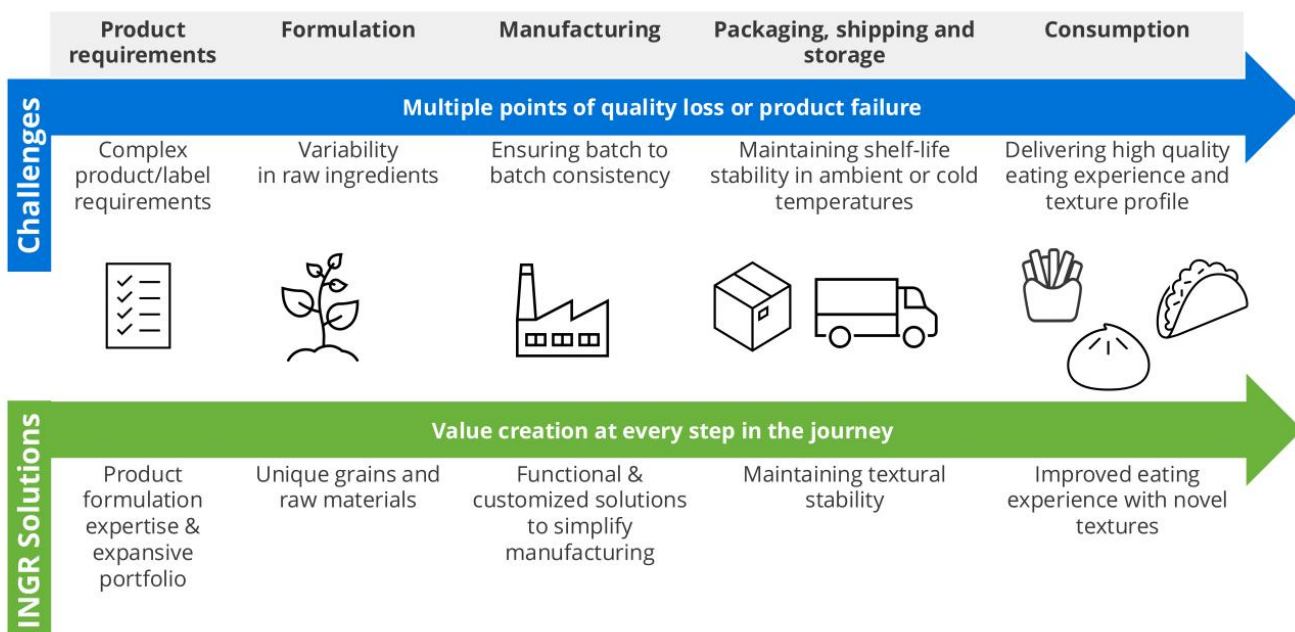 Product
requirements
Formulation
Manufacturing
Packaging, shipping and
storage
Consumption
Challenges
Multiple points of quality loss or product failure
Complex
product/label
requirements
Variability
in raw ingredients
Ensuring batch to
batch consistency
Maintaining shelf-life
stability in ambient or cold
temperatures
Delivering high quality
eating experience and
texture profile
INGR Solutions
Value creation at every step in the journey
Product
formulation
expertise &
expansive
portfolio
Unique grains and
raw materials
Functional &
customized solutions
to simplify
manufacturing
Maintaining textural
stability
Improved eating
experience with novel
textures